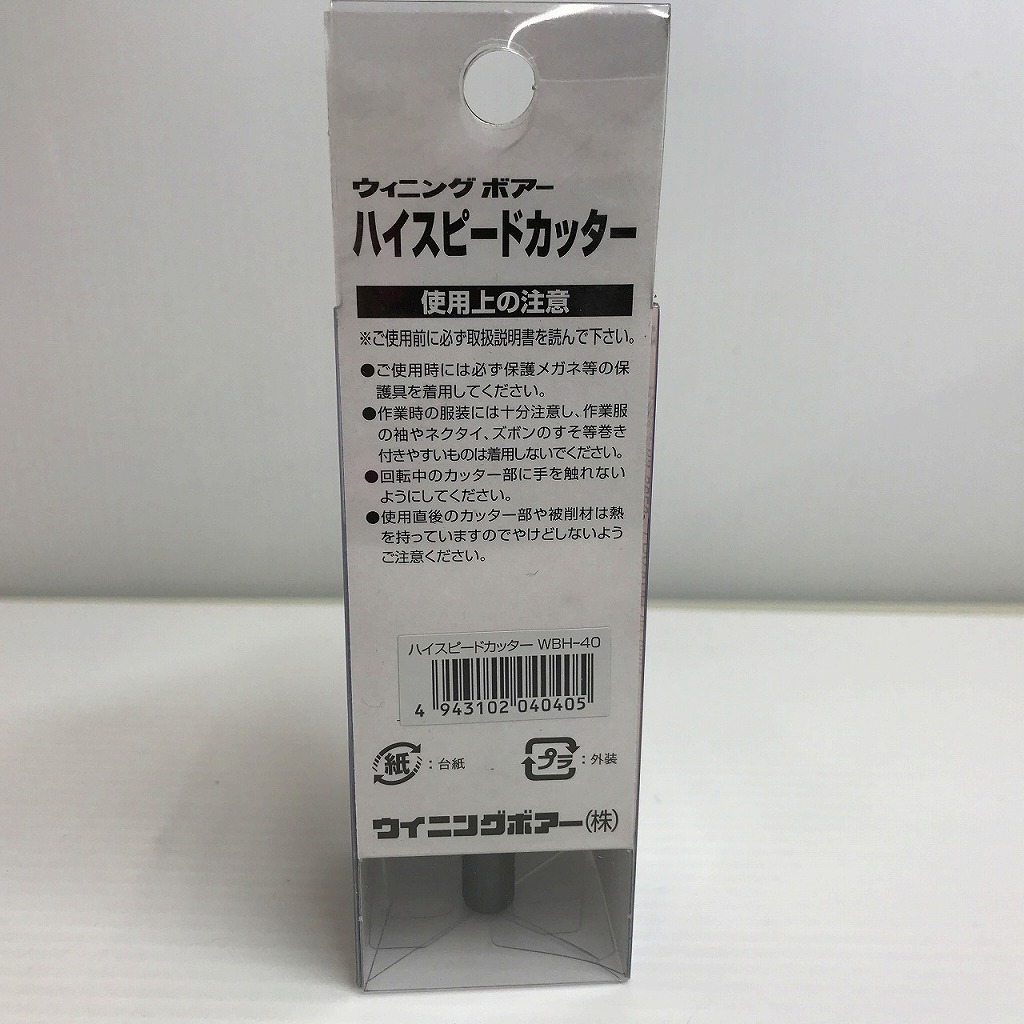 ウィニング ボアー
ハイスピードカッター
使用上の注意
※ご使用前に必ず取扱説明書を読んで下さい。
●ご使用時には必ず保護メガネ等の保
護具を着用してください。
●作業時の服装には十分注意し、作業服
の袖やネクタイ、ズボンのすそ等巻き
付きやすいものは着用しないでください。
●回転中のカッター部に手を触れない
ようにしてください。
●使用直後のカッター部や被削材は熱
を持っていますのでやけどしないよう
ご注意ください。
ハイスピードカッター WBH-40
4 943102 040405
紙 : 台紙
プラ : 外装
ウイニングボアー(株)